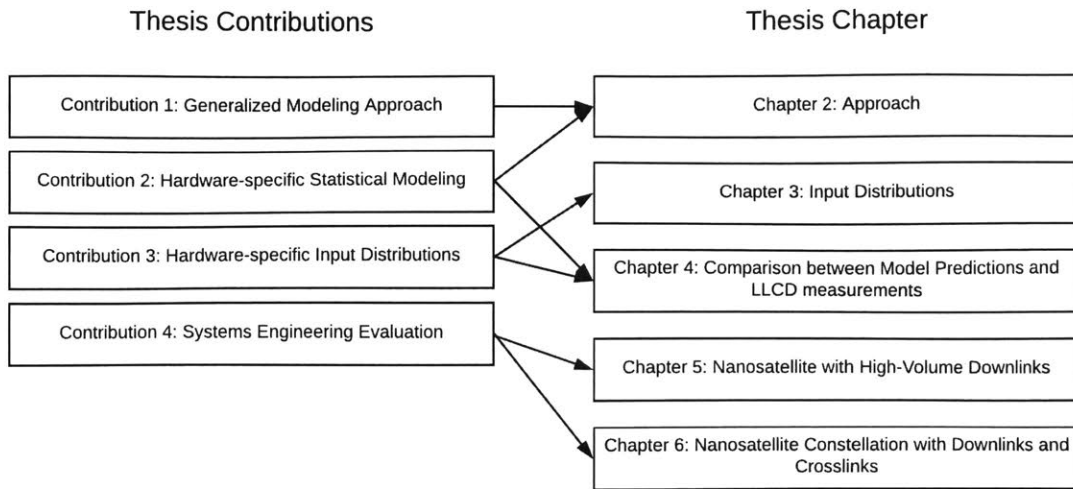 Thesis Contributions
Thesis Chapter
Contribution 1: Generalized Modeling Approach
Contribution 2: Hardware-specific Statistical Modeling
Contribution 3: Hardware-specific Input Distributions
Contribution 4: Systems Engineering Evaluation
Chapter 2: Approach
Chapter 3: Input Distributions
Chapter 4: Comparison between Model Predictions and
LLCD measurements
Chapter 5: Nanosatellite with High-Volume Downlinks
Chapter 6: Nanosatellite Constellation with Downlinks and
Crosslinks